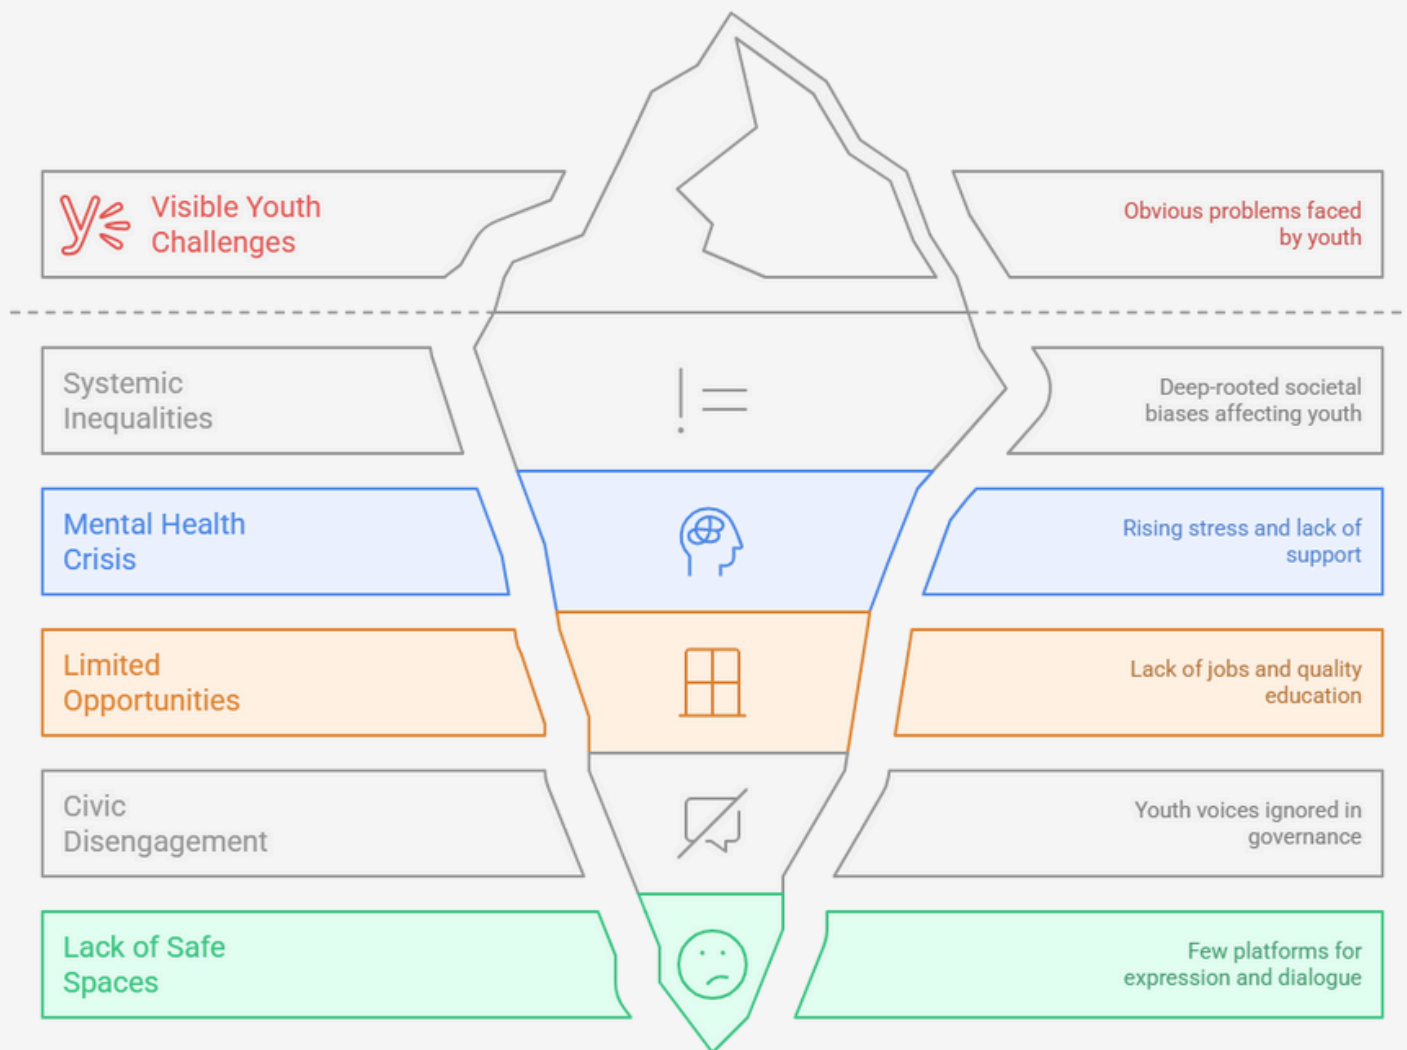 Visible Youth
Challenges
Obvious problems faced
by youth
Systemic
Inequalities
Deep-rooted societal
biases affecting youth
Mental Health
Crisis
Rising stress and lack of
support
Limited
Opportunities
Lack of jobs and quality
education
Civic
Disengagement
Youth voices ignored in
governance
Lack of Safe
Spaces
Few platforms for
expression and dialogue